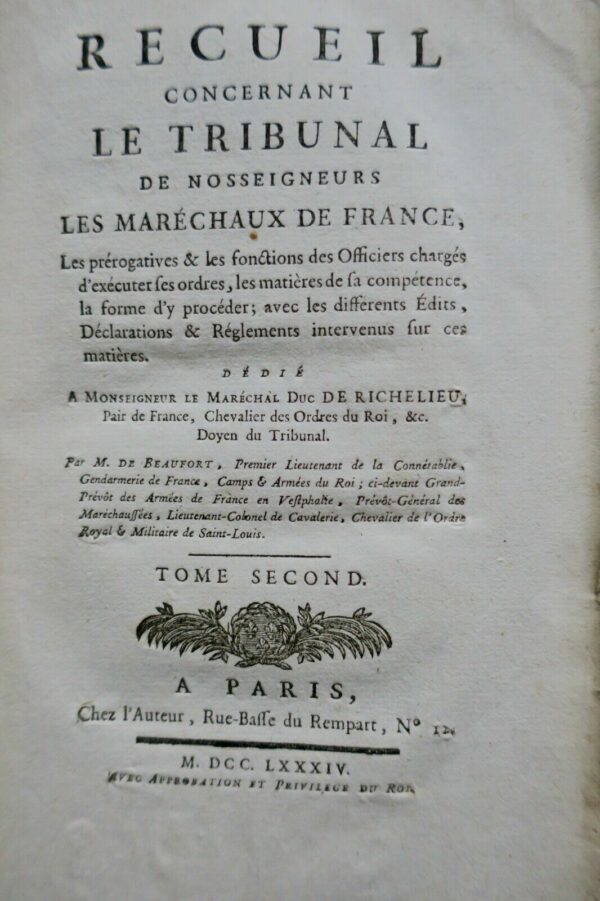 RECUEIL
CONCERNANT
LE TRIBUNAL
DE NOSSEIGNEURS
LES MARÉCHAUX DE FRANCE,
Les prérogatives & les fonctions des Officiers chargés
d'exécuter ses ordres, les matières de sa compétence,
la forme d'y procéder; avec les différents Édits,
Déclarations & Réglements intervenus sur ces
matières.
DÉDIÉ
A MONSEIGNEUR LE MARÉCHAL DUC DE RICHELIEU,
Pair de France, Chevalier des Ordres du Roi, &c.
Doyen du Tribunal.
Par M. DE BEAUFORT, Premier Lieutenant de la Connétablie,
Gendarmerie de France, Camps & Armées du Roi; ci-devant Grand-
Prévôt des Armées de France en Vestphalie, Prévôt-Général des
Maréchaussées, Lieutenant-Colonel de Cavalerie, Chevalier de l'Ordre
Royal & Militaire de Saint-Louis.
TOME SECOND.
A PARIS,
Chez l'Auteur, Rue-Basse du Rempart, N° 12.
M. DCC. LXXXIV.
AVEC APPROBATION ET PRIVILEGE DU ROI.